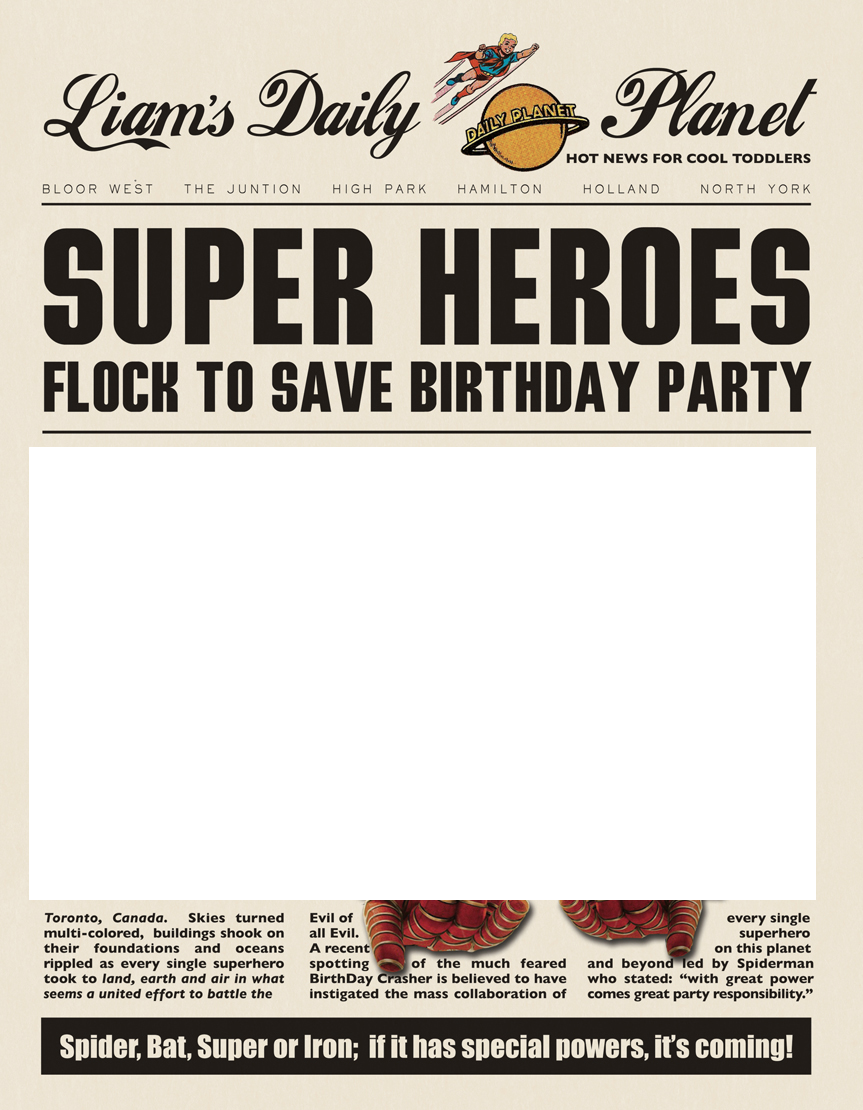 Liam's Daily Planet
DAILY PLANET
HOT NEWS FOR COOL TODDLERS
BLOOR WEST THE JUNTION HIGH PARK HAMILTON HOLLAND NORTH YORK
SUPER HEROES
FLOCK TO SAVE BIRTHDAY PARTY
Toronto, Canada. Skies turned
multi-colored, buildings shook on
their foundations and oceans
rippled as every single superhero
took to land, earth and air in what
seems a united effort to battle the
Evil of
all Evil.
A recent
spotting of the much feared
BirthDay Crasher is believed to have
instigated the mass collaboration of
every single
superhero
on this planet
and beyond led by Spiderman
who stated: “with great power
comes great party responsibility.”
Spider, Bat, Super or Iron; if it has special powers, it's coming!